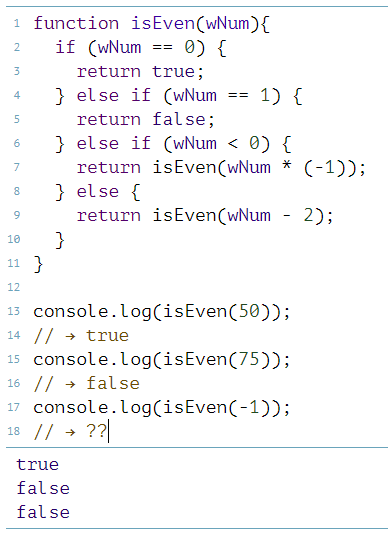 1 function isEven(wNum){
2 if (wNum == 0) {
3 return true;
4 } else if (wNum == 1) {
5 return false;
6 } else if (wNum < 0) {
7 return isEven(wNum * (-1));
8 } else {
9 return isEven(wNum - 2);
10 }
11 }
12
13 console.log(isEven(50));
14 // → true
15 console.log(isEven(75));
16 // → false
17 console.log(isEven(-1));
18 // → ??
true
false
false